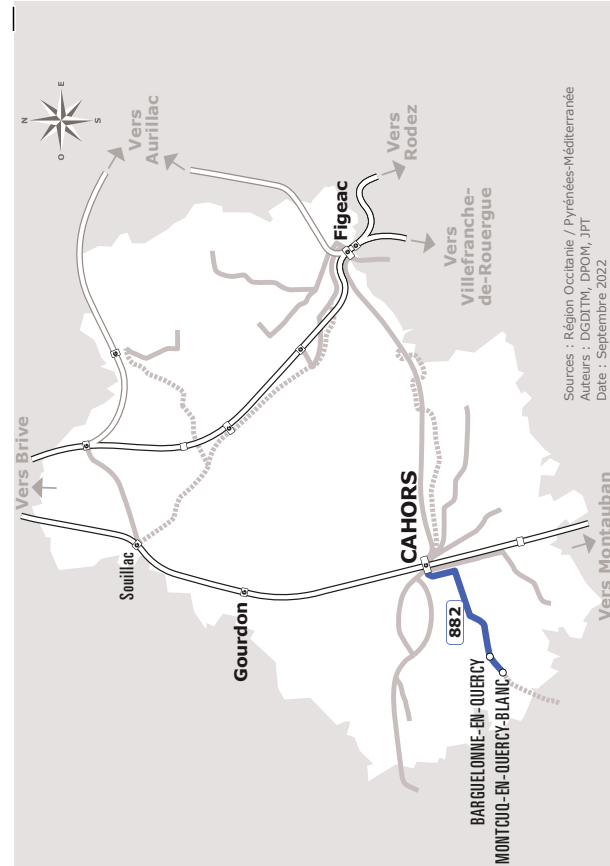 N
E
S
O
Vers
Aurillac
Vers
Rodez
Figeac
Vers
Villefranche-
de-Rouergue
Vers Brive
Souillac
Gourdon
CAHORS
882
BARGUELONNE-EN-QUERCY
MONTCUQ-EN-QUERCY-BLANC
Vers Montauban
Sources : Région Occitanie / Pyrénées-Méditerranée
Auteurs : DGDITM, DPOM, JPT
Date : Septembre 2022